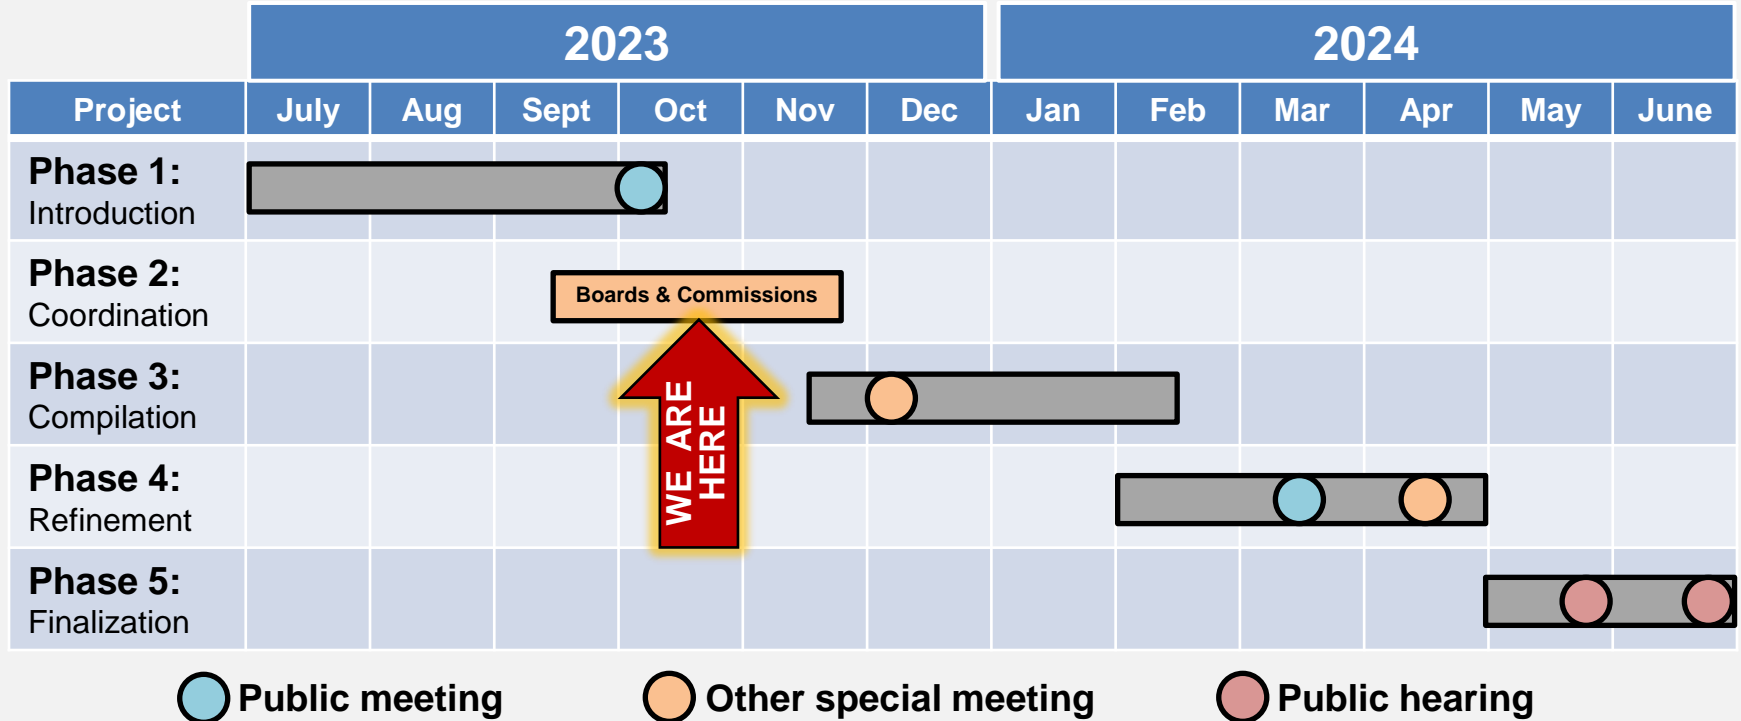 2023 2024
Project July Aug Sept Oct Nov Dec Jan Feb Mar Apr May June
Phase 1:
Introduction
Phase 2:
Coordination
Boards & Commissions
Phase 3:
Compilation
WE ARE
HERE
Phase 4:
Refinement
Phase 5:
Finalization
Public meeting Other special meeting Public hearing